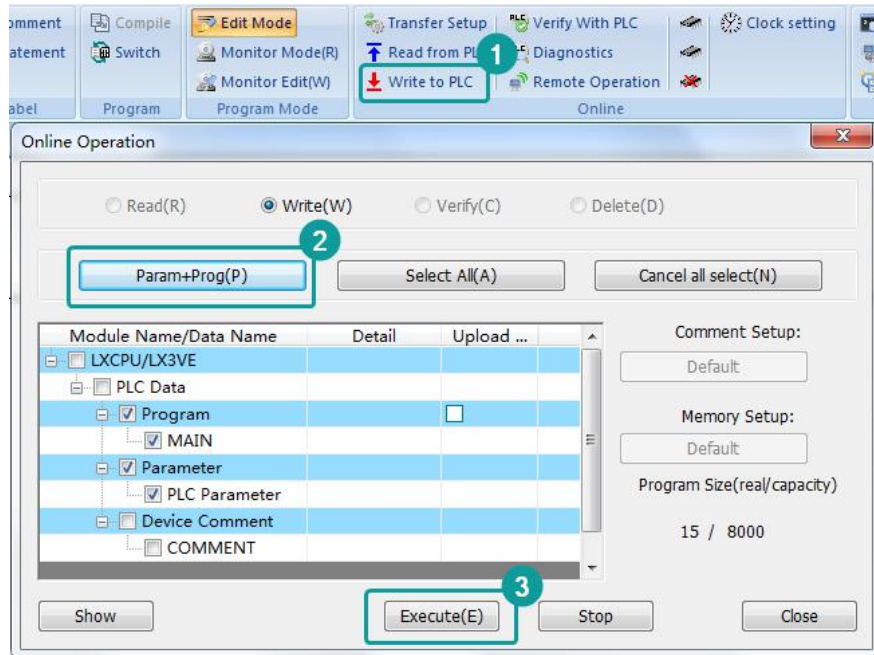 omment
Compile
Edit Mode
Transfer Setup
Verify With PLC
Clock setting
atement
Switch
Monitor Mode(R)
Read from PL
1
Diagnostics
Monitor Edit(W)
Write to PLC
Remote Operation
abel
Program
Program Mode
Online
Online Operation
Read(R)
Write(W)
Verify(C)
Delete(D)
2
Param+Prog(P)
Select All(A)
Cancel all select(N)
Module Name/Data Name
Detail
Upload ...
Comment Setup:
LXCPU/LX3VE
Default
PLC Data
Program
Memory Setup:
MAIN
Default
Parameter
PLC Parameter
Program Size(real/capacity)
Device Comment
15 / 8000
COMMENT
3
Show
Execute(E)
Stop
Close